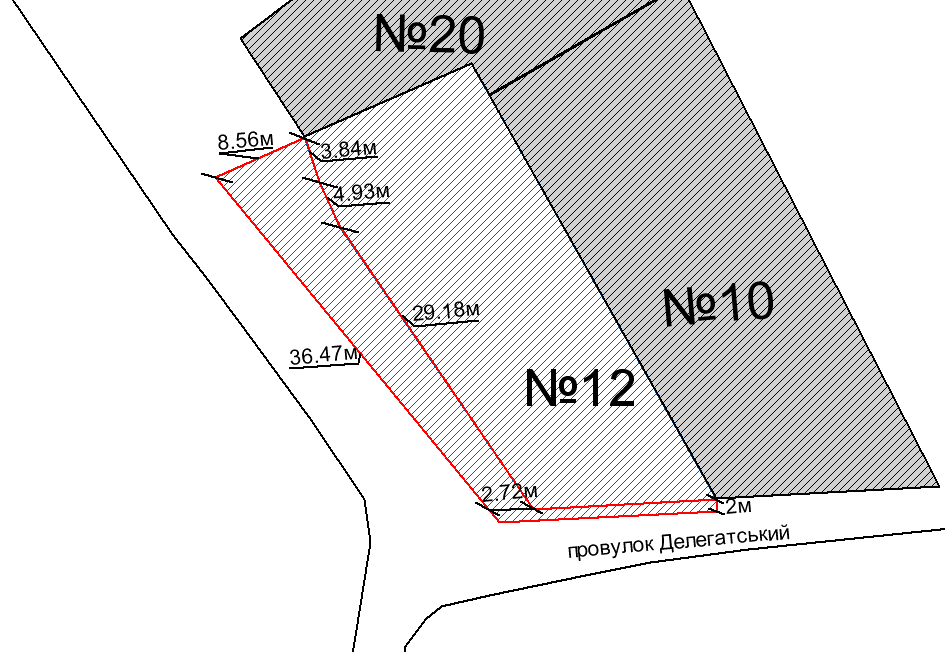 №20
8.56м
3.84м
4.93м
29.18м
№10
36.47м
№12
2.72м
2м
провулок Делегатський